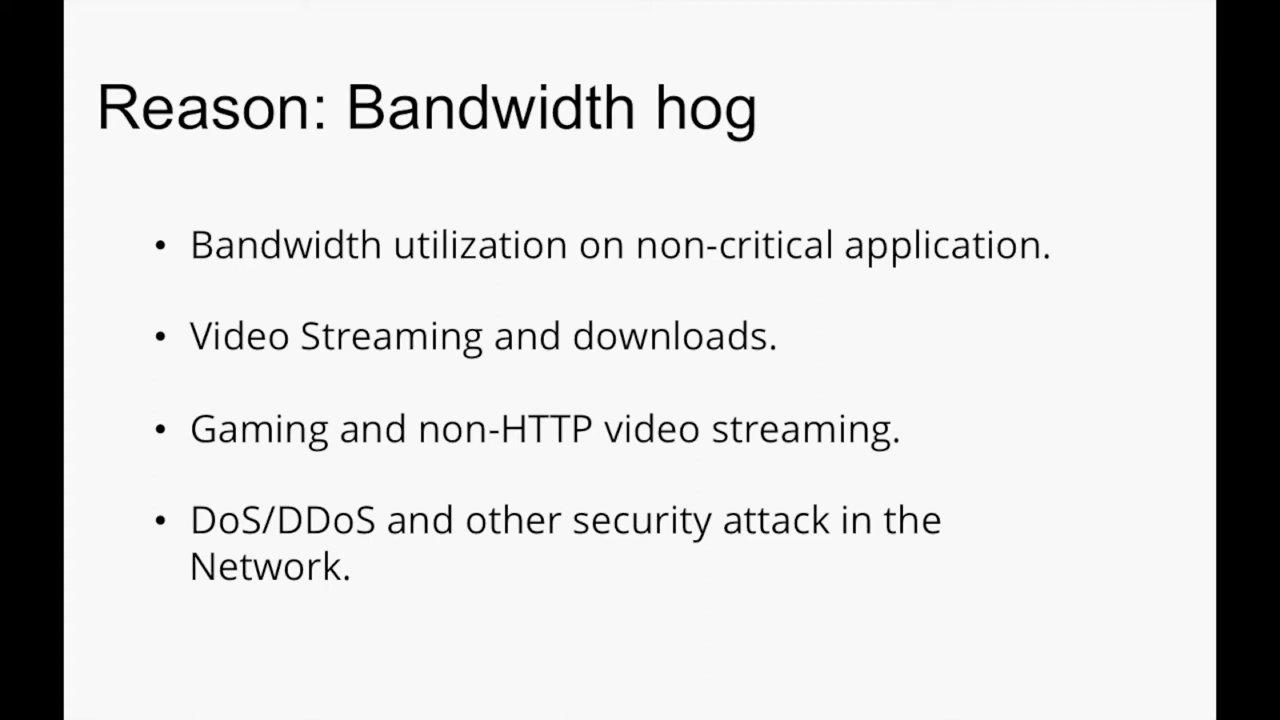 Reason: Bandwidth hog
• Bandwidth utilization on non-critical application.
• Video Streaming and downloads.
• Gaming and non-HTTP video streaming.
• DoS/DDoS and other security attack in the
Network.